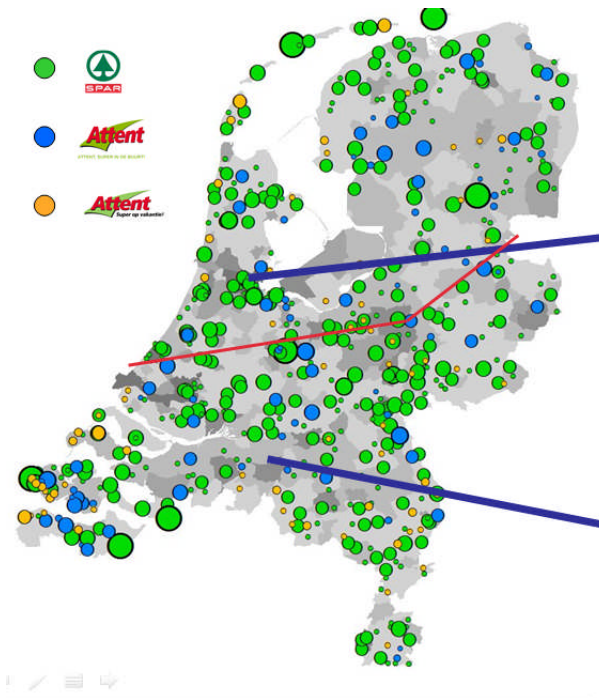 SPAR
Attent
ATTENT, SUPER IN DE BUURT!
Attent
Super op vakantie!